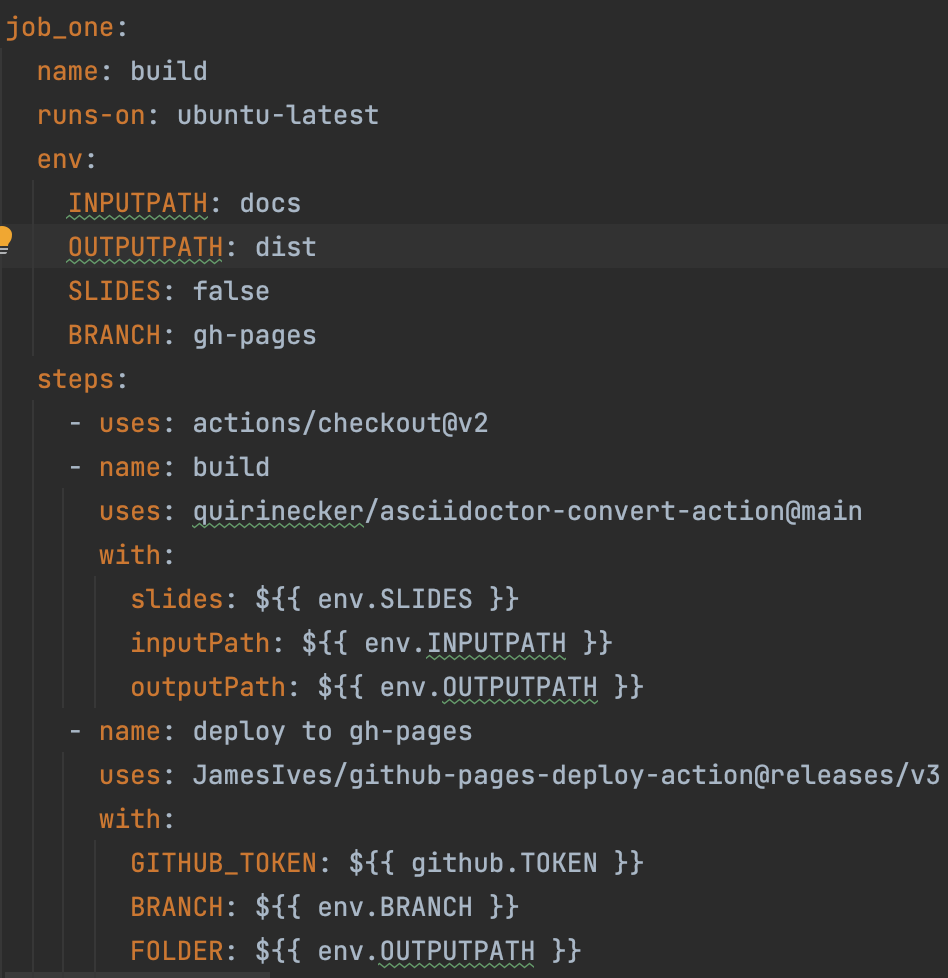 job_one:
  name: build
  runs-on: ubuntu-latest
  env:
    INPUTPATH: docs
    OUTPUTPATH: dist
    SLIDES: false
    BRANCH: gh-pages
  steps:
    - uses: actions/checkout@v2
    - name: build
      uses: quirinecker/asciidoctor-convert-action@main
      with:
        slides: ${{ env.SLIDES }}
        inputPath: ${{ env.INPUTPATH }}
        outputPath: ${{ env.OUTPUTPATH }}
    - name: deploy to gh-pages
      uses: JamesIves/github-pages-deploy-action@releases/v3
      with:
        GITHUB_TOKEN: ${{ github.TOKEN }}
        BRANCH: ${{ env.BRANCH }}
        FOLDER: ${{ env.OUTPUTPATH }}